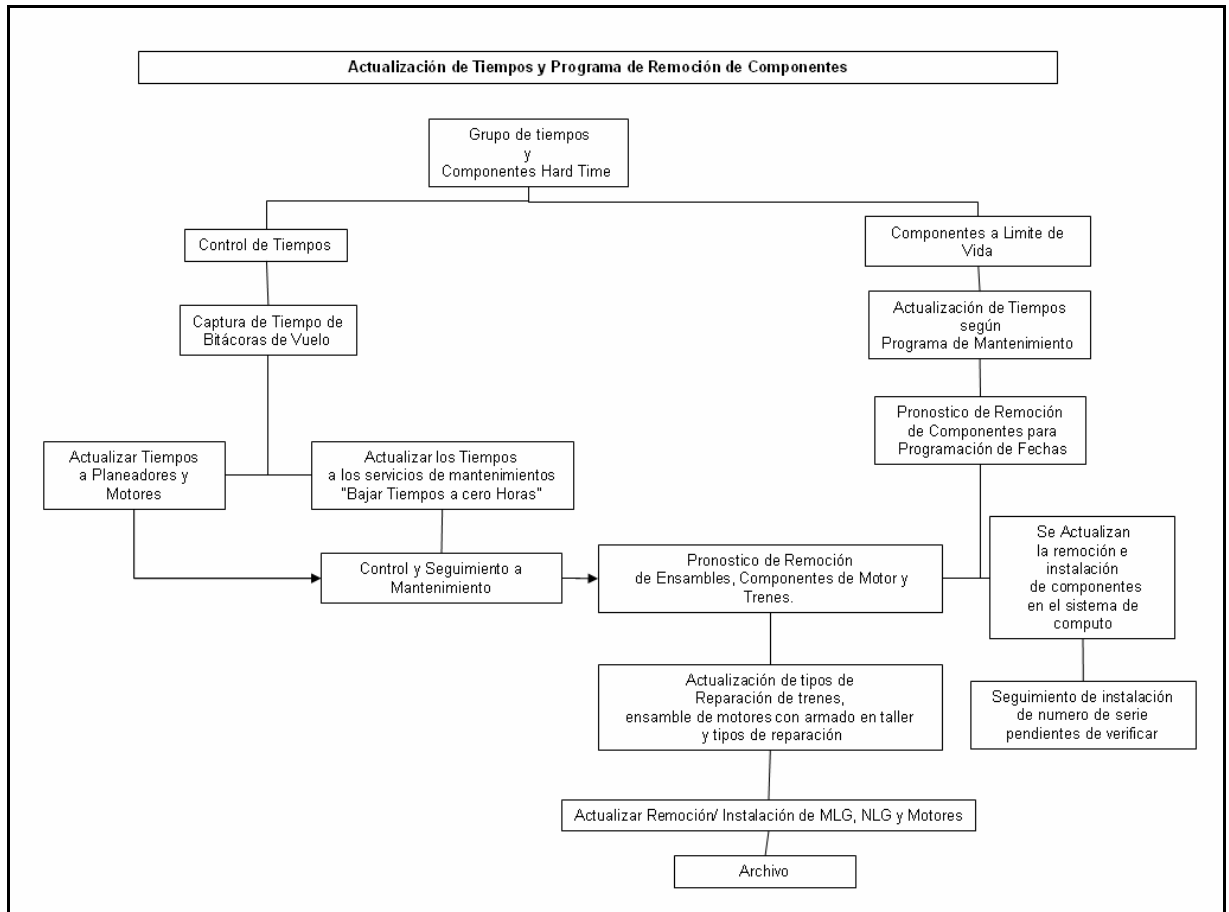 Actualización de Tiempos y Programa de Remoción de Componentes
Grupo de tiempos
y
Componentes Hard Time
Control de Tiempos
Componentes a Limite de
Vida
Captura de Tiempo de
Bitácoras de Vuelo
Actualización de Tiempos
según
Programa de Mantenimiento
Pronostico de Remoción
de Componentes para
Programación de Fechas
Actualizar Tiempos
a Planeadores y
Motores
Actualizar los Tiempos
a los servicios de mantenimientos
"Bajar Tiempos a cero Horas"
Control y Seguimiento a
Mantenimiento
Pronostico de Remoción
de Ensambles, Componentes de Motor y
Trenes.
Se Actualizan
la remoción e
instalación
de componentes
en el sistema de
computo
Actualización de tipos de
Reparación de trenes,
ensamble de motores con armado en taller
y tipos de reparación
Seguimiento de instalación
de numero de serie
pendientes de verificar
Actualizar Remoción/ Instalación de MLG, NLG y Motores
Archivo